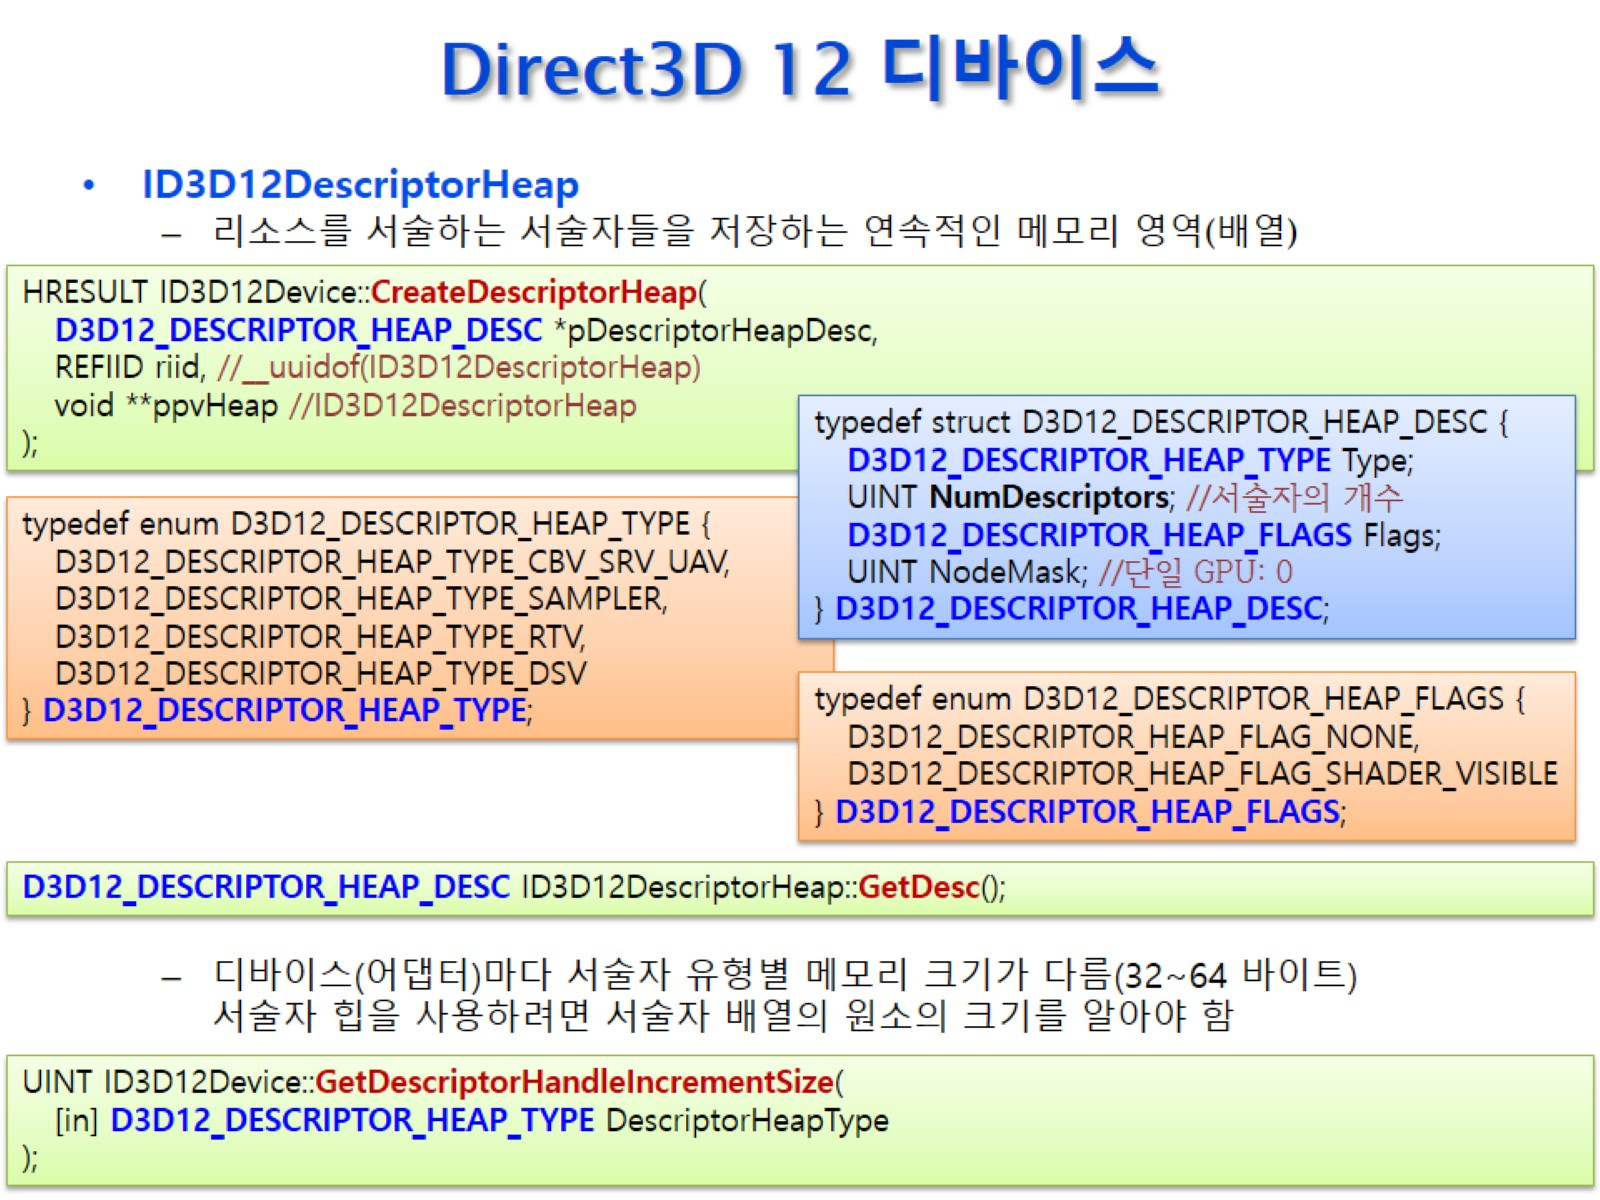 Direct3D 12 디바이스
• ID3D12DescriptorHeap
– 리소스를 서술하는 서술자들을 저장하는 연속적인 메모리 영역(배열)
HRESULT ID3D12Device::CreateDescriptorHeap(
D3D12_DESCRIPTOR_HEAP_DESC *pDescriptorHeapDesc,
REFIID riid, //__uuidof(ID3D12DescriptorHeap)
void **ppvHeap //ID3D12DescriptorHeap
);
typedef struct D3D12_DESCRIPTOR_HEAP_DESC {
D3D12_DESCRIPTOR_HEAP_TYPE Type;
UINT NumDescriptors; //서술자의 개수
D3D12_DESCRIPTOR_HEAP_FLAGS Flags;
UINT NodeMask; //단일 GPU: 0
} D3D12_DESCRIPTOR_HEAP_DESC;
typedef enum D3D12_DESCRIPTOR_HEAP_TYPE {
D3D12_DESCRIPTOR_HEAP_TYPE_CBV_SRV_UAV,
D3D12_DESCRIPTOR_HEAP_TYPE_SAMPLER,
D3D12_DESCRIPTOR_HEAP_TYPE_RTV,
D3D12_DESCRIPTOR_HEAP_TYPE_DSV
} D3D12_DESCRIPTOR_HEAP_TYPE;
typedef enum D3D12_DESCRIPTOR_HEAP_FLAGS {
D3D12_DESCRIPTOR_HEAP_FLAG_NONE,
D3D12_DESCRIPTOR_HEAP_FLAG_SHADER_VISIBLE
} D3D12_DESCRIPTOR_HEAP_FLAGS;
D3D12_DESCRIPTOR_HEAP_DESC ID3D12DescriptorHeap::GetDesc();
– 디바이스(어댑터)마다 서술자 유형별 메모리 크기가 다름(32~64 바이트)
서술자 힙을 사용하려면 서술자 배열의 원소의 크기를 알아야 함
UINT ID3D12Device::GetDescriptorHandleIncrementSize(
[in] D3D12_DESCRIPTOR_HEAP_TYPE DescriptorHeapType
);